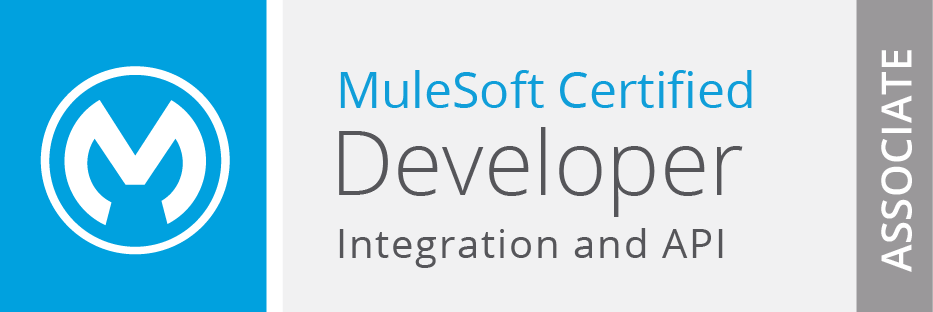 MuleSoft Certified
Developer
Integration and API
ASSOCIATE